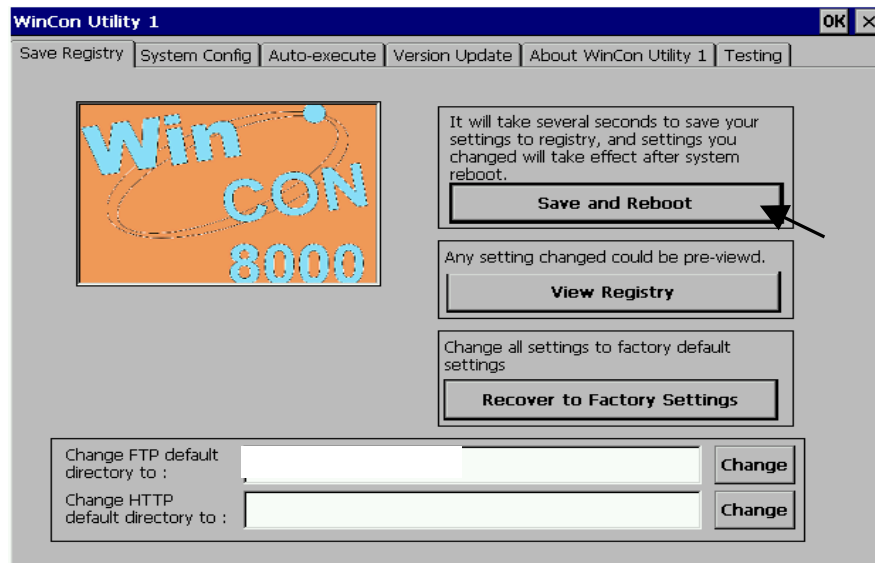 WinCon Utility 1 OK ×
Save Registry System Config Auto-execute Version Update About WinCon Utility 1 Testing
Win
CON
8000
It will take several seconds to save your
settings to registry, and settings you
changed will take effect after system
reboot.
Save and Reboot
Any setting changed could be pre-viewd.
View Registry
Change all settings to factory default
settings
Recover to Factory Settings
Change FTP default
directory to :
Change
Change HTTP
default directory to :
Change